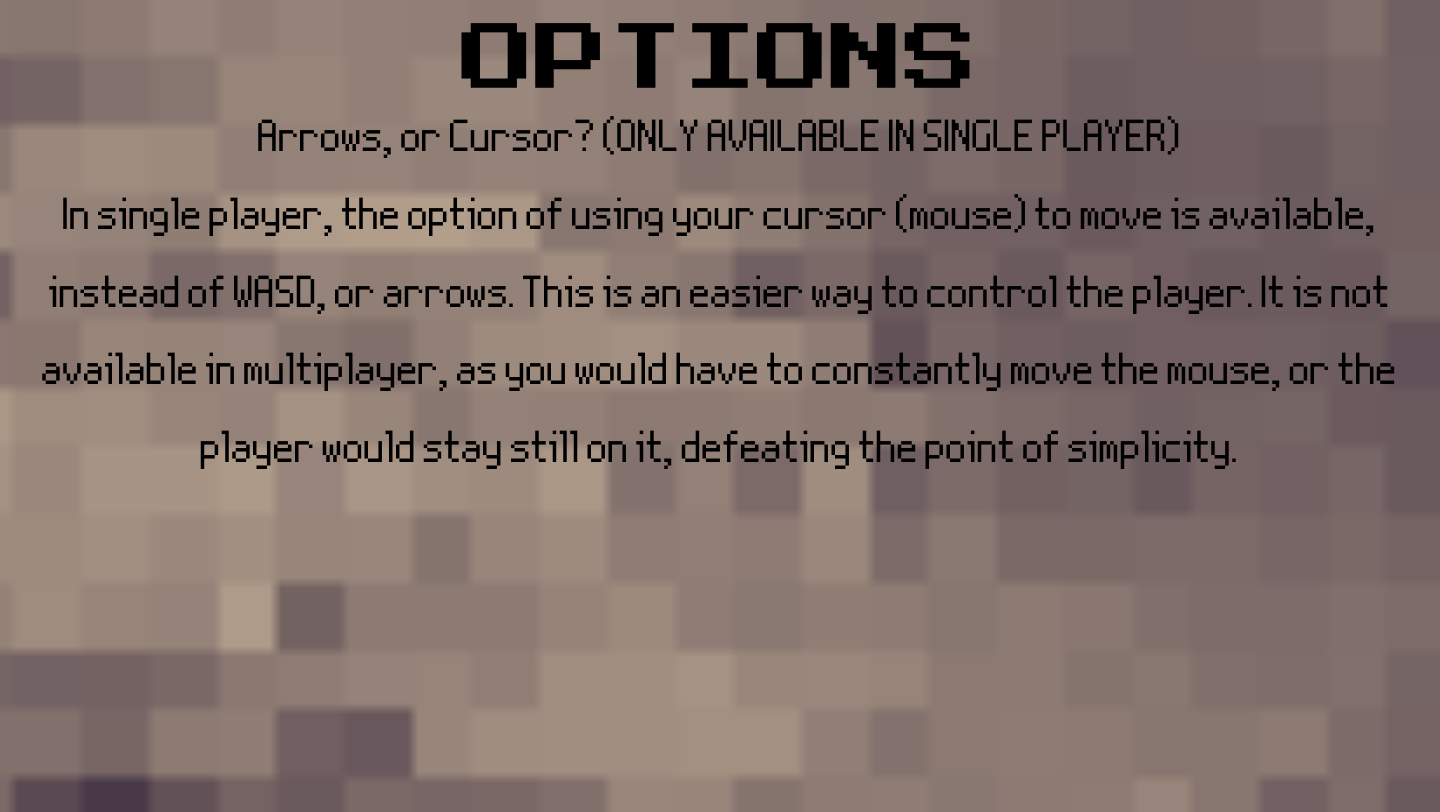 OPTIONS
Arrows, or Cursor? (ONLY AVAILABLE IN SINGLE PLAYER)
In single player, the option of using your cursor (mouse) to move is available,
instead of WASD, or arrows. This is an easier way to control the player. It is not
available in multiplayer, as you would have to constantly move the mouse, or the
player would stay still on it, defeating the point of simplicity.